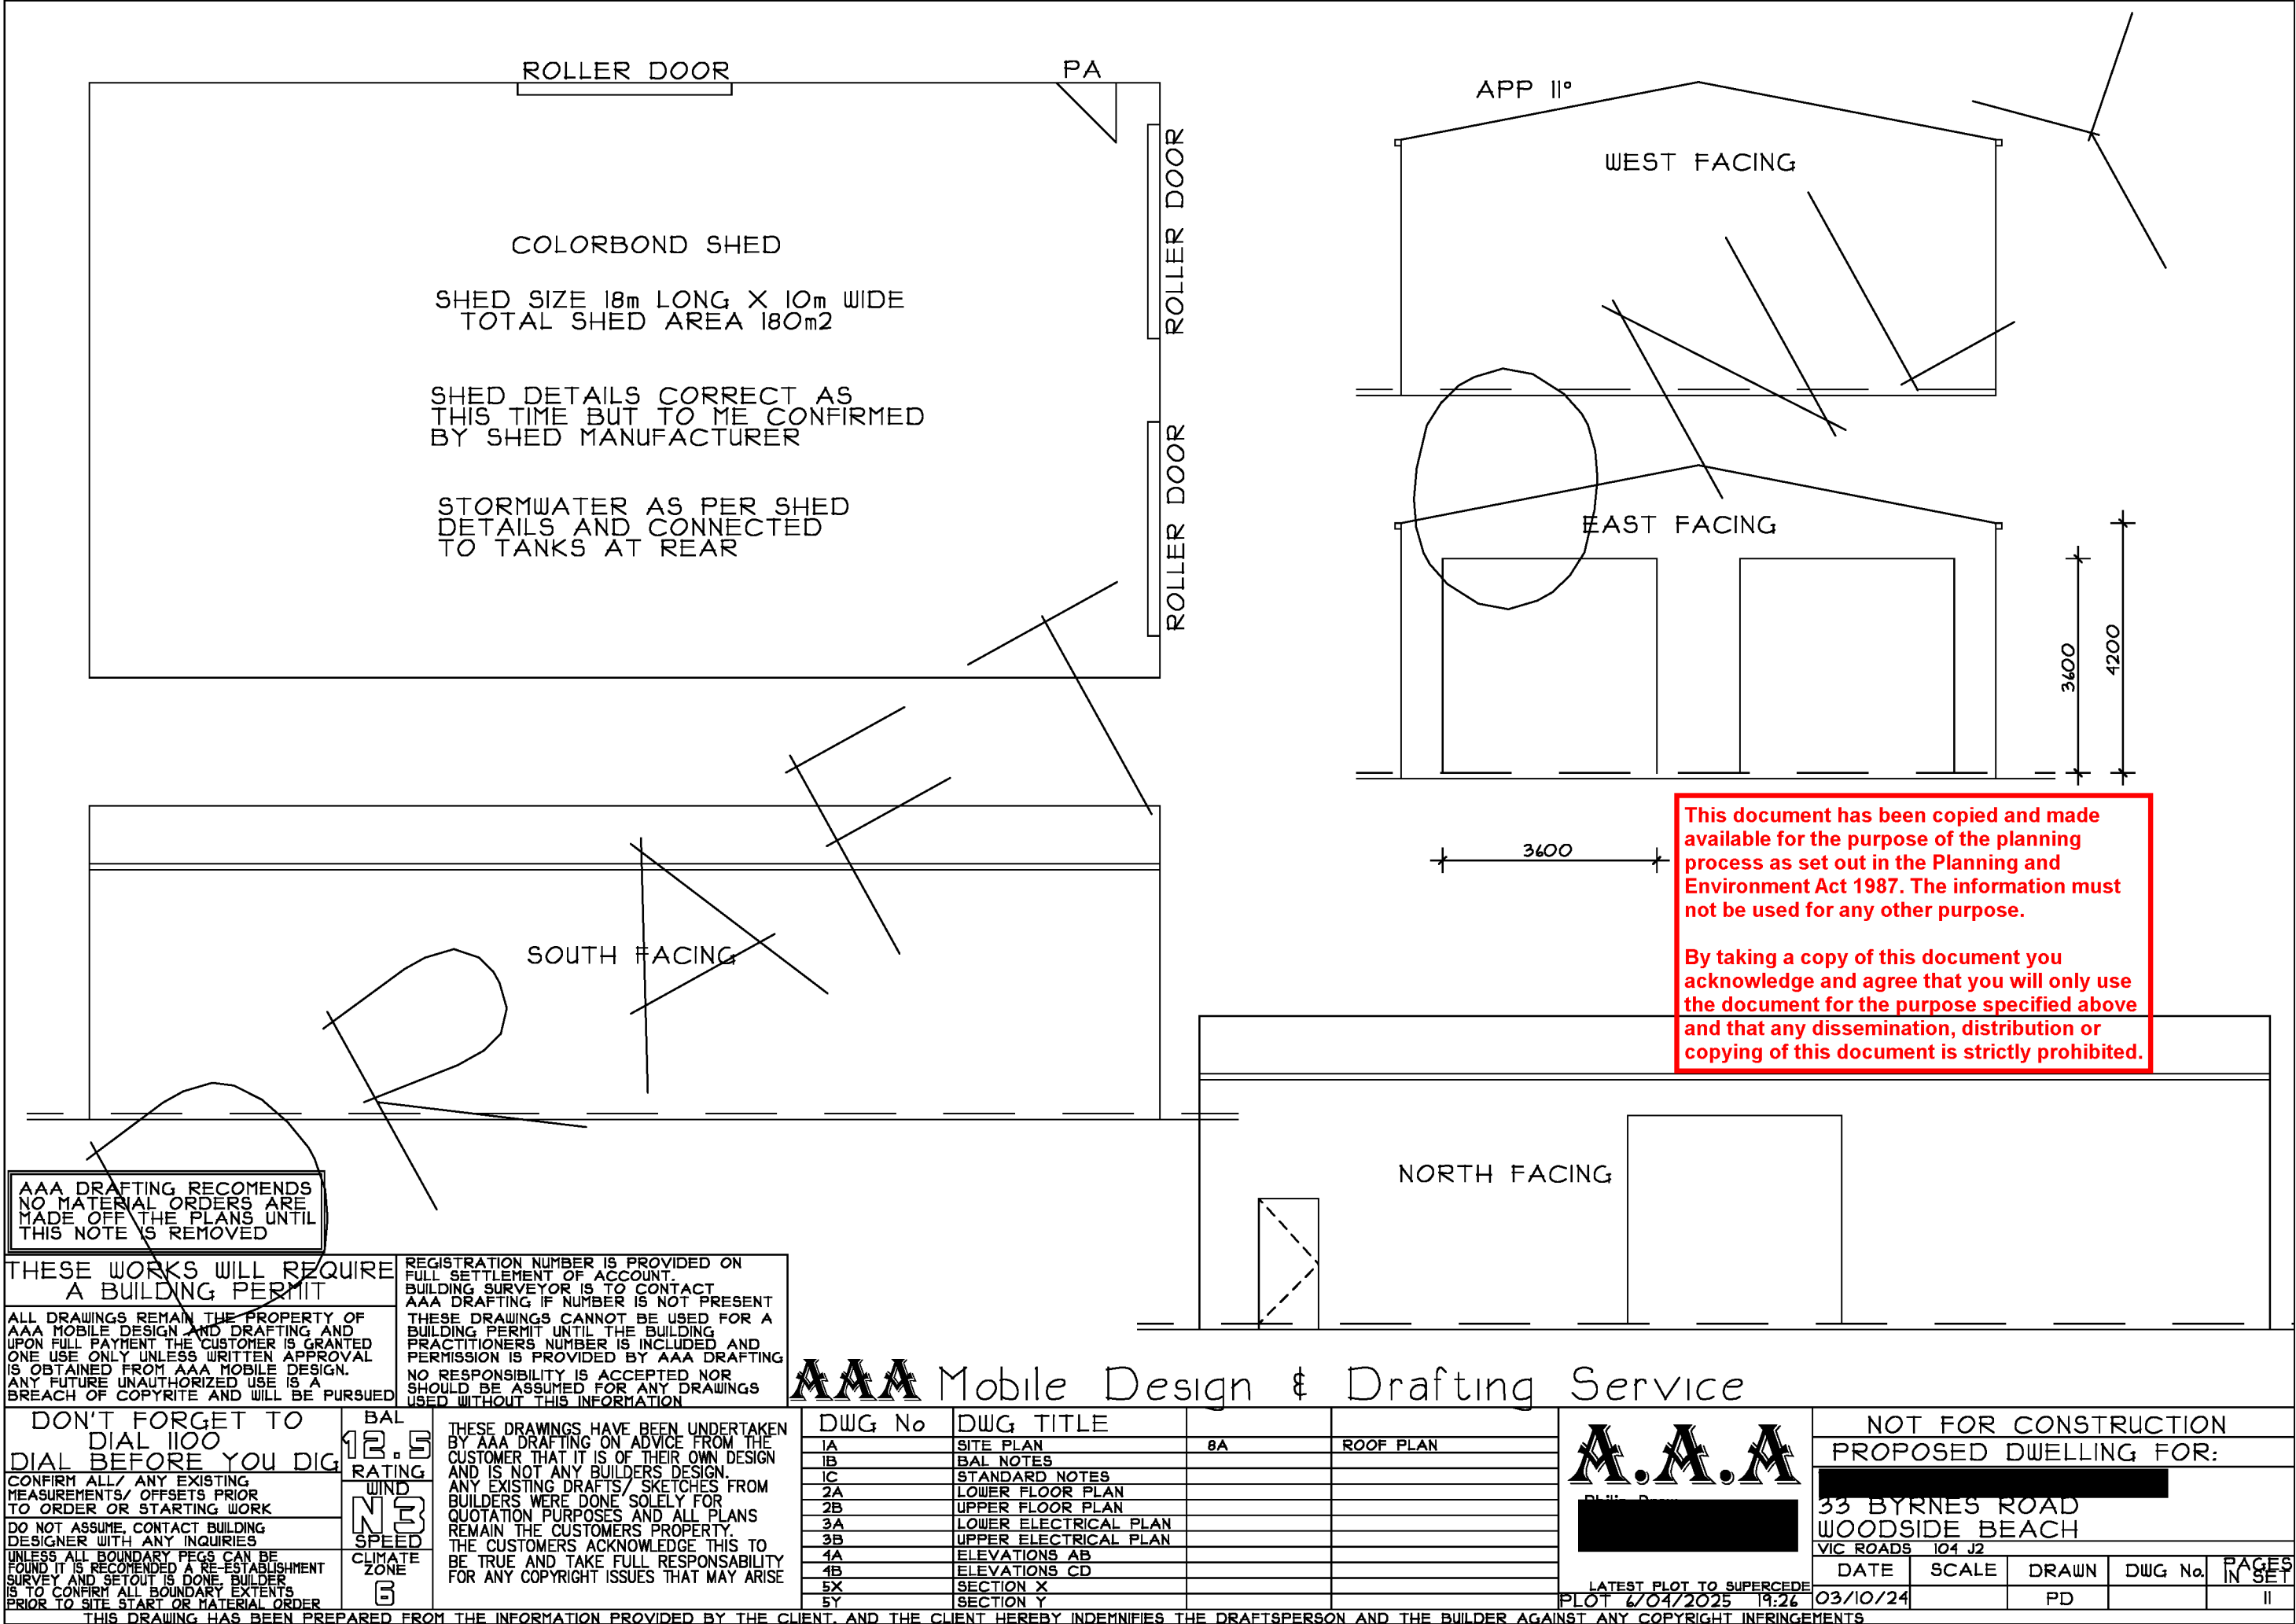 ROLLER DOOR
PA
ROLLER DOOR
ROLLER DOOR
COLORBOND SHED
SHED SIZE 18m LONG X 10m WIDE
TOTAL SHED AREA 180m2
SHED DETAILS CORRECT AS
THIS TIME BUT TO ME CONFIRMED
BY SHED MANUFACTURER
STORMWATER AS PER SHED
DETAILS AND CONNECTED
TO TANKS AT REAR
APP 11°
WEST FACING
EAST FACING
3600
4200
3600
DRAFT ONLY
This document has been copied and made
available for the purpose of the planning
process as set out in the Planning and
Environment Act 1987. The information must
not be used for any other purpose.
By taking a copy of this document you
acknowledge and agree that you will only use
the document for the purpose specified above
and that any dissemination, distribution or
copying of this document is strictly prohibited.
SOUTH FACING
NORTH FACING
AAA DRAFTING RECOMENDS
NO MATERIAL ORDERS ARE
MADE OFF THE PLANS UNTIL
THIS NOTE IS REMOVED
THESE WORKS WILL REQUIRE
A BUILDING PERMIT
ALL DRAWINGS REMAIN THE PROPERTY OF
AAA MOBILE DESIGN AND DRAFTING AND
UPON FULL PAYMENT THE CUSTOMER IS GRANTED
ONE USE ONLY UNLESS WRITTEN APPROVAL
IS OBTAINED FROM AAA MOBILE DESIGN.
ANY FUTURE UNAUTHORIZED USE IS A
BREACH OF COPYRITE AND WILL BE PURSUED
REGISTRATION NUMBER IS PROVIDED ON
FULL SETTLEMENT OF ACCOUNT.
BUILDING SURVEYOR IS TO CONTACT
AAA DRAFTING IF NUMBER IS NOT PRESENT
THESE DRAWINGS CANNOT BE USED FOR A
BUILDING PERMIT UNTIL THE BUILDING
PRACTITIONERS NUMBER IS INCLUDED AND
PERMISSION IS PROVIDED BY AAA DRAFTING
NO RESPONSIBILITY IS ACCEPTED NOR
SHOULD BE ASSUMED FOR ANY DRAWINGS
USED WITHOUT THIS INFORMATION
AAA Mobile Design & Drafting Service
DON'T FORGET TO
DIAL 1100
DIAL BEFORE YOU DIG
CONFIRM ALL/ ANY EXISTING
MEASUREMENTS/ OFFSETS PRIOR
TO ORDER OR STARTING WORK
DO NOT ASSUME, CONTACT BUILDING
DESIGNER WITH ANY INQUIRIES
UNLESS ALL BOUNDARY PEGS CAN BE
FOUND IT IS RECOMENDED A RE-ESTABLISHMENT
SURVEY AND SETOUT IS DONE. BUILDER
IS TO CONFIRM ALL BOUNDARY EXTENTS
PRIOR TO SITE START OR MATERIAL ORDER
BAL
12.5
RATING
WIND
N3
SPEED
CLIMATE
ZONE
6
THESE DRAWINGS HAVE BEEN UNDERTAKEN
BY AAA DRAFTING ON ADVICE FROM THE
CUSTOMER THAT IT IS OF THEIR OWN DESIGN
AND IS NOT ANY BUILDERS DESIGN.
ANY EXISTING DRAFTS/ SKETCHES FROM
BUILDERS WERE DONE SOLELY FOR
QUOTATION PURPOSES AND ALL PLANS
REMAIN THE CUSTOMERS PROPERTY.
THE CUSTOMERS ACKNOWLEDGE THIS TO
BE TRUE AND TAKE FULL RESPONSABILITY
FOR ANY COPYRIGHT ISSUES THAT MAY ARISE
DWG No DWG TITLE
1A SITE PLAN 8A ROOF PLAN
1B BAL NOTES
1C STANDARD NOTES
2A LOWER FLOOR PLAN
2B UPPER FLOOR PLAN
3A LOWER ELECTRICAL PLAN
3B UPPER ELECTRICAL PLAN
4A ELEVATIONS AB
4B ELEVATIONS CD
5X SECTION X
5Y SECTION Y
A.A.A
LATEST PLOT TO SUPERCEDE
PLOT 6/04/2025 19:26
NOT FOR CONSTRUCTION
PROPOSED DWELLING FOR:
33 BYRNES ROAD
WOODSIDE BEACH
VIC ROADS 104 J2
DATE SCALE DRAWN DWG No. PAGES IN SET
03/10/24 PD 11
THIS DRAWING HAS BEEN PREPARED FROM THE INFORMATION PROVIDED BY THE CLIENT, AND THE CLIENT HEREBY INDEMNIFIES THE DRAFTSPERSON AND THE BUILDER AGAINST ANY COPYRIGHT INFRINGEMENTS